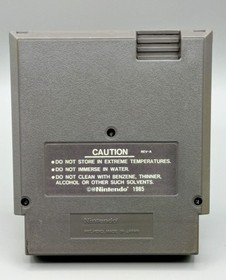 CAUTION
REV-A
•DO NOT STORE IN EXTREME TEMPERATURES.
•DO NOT IMMERSE IN WATER.
•DO NOT CLEAN WITH BENZENE, THINNER,
ALCOHOL OR OTHER SUCH SOLVENTS.
©Nintendo® 1985